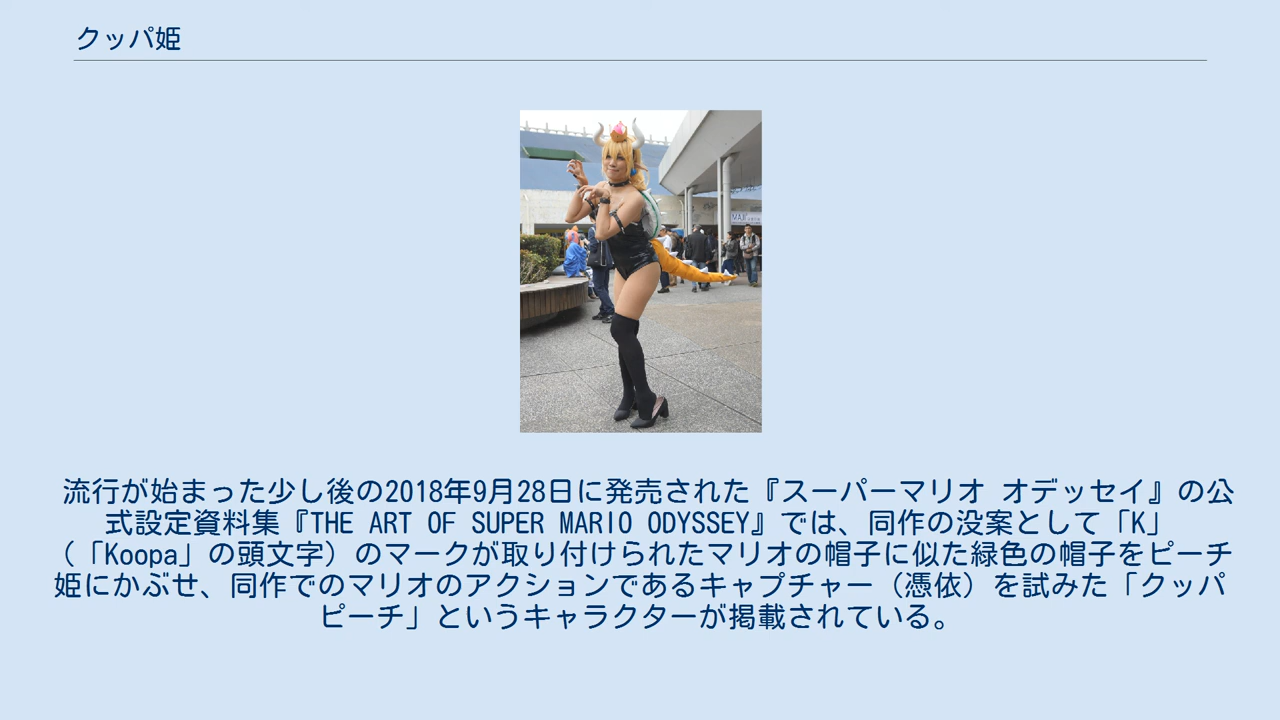 クッパ姫
流行が始まった少し後の2018年9月28日に発売された『スーパーマリオ オデッセイ』の公
式設定資料集『THE ART OF SUPER MARIO ODYSSEY』では、同作の没案として「K」
（「Koopa」の頭文字）のマークが取り付けられたマリオの帽子に似た緑色の帽子をピーチ
姫にかぶせ、同作でのマリオのアクションであるキャプチャー（憑依）を試みた「クッパ
ピーチ」というキャラクターが掲載されている。